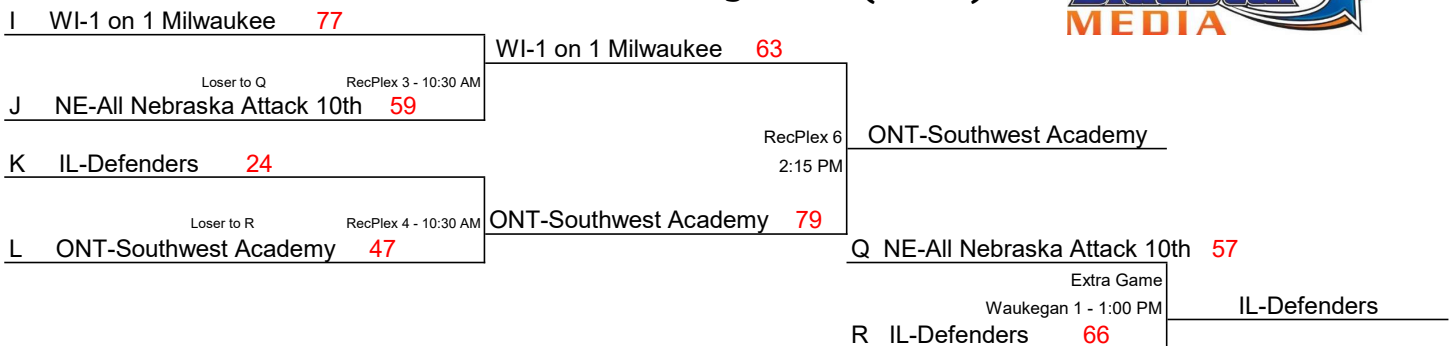 I WI-1 on 1 Milwaukee 77
WI-1 on 1 Milwaukee 63
Loser to Q RecPlex 3 - 10:30 AM
J NE-All Nebraska Attack 10th 59
RecPlex 6 ONT-Southwest Academy
K IL-Defenders 24
2:15 PM
Loser to R RecPlex 4 - 10:30 AM
ONT-Southwest Academy 79
L ONT-Southwest Academy 47
Q NE-All Nebraska Attack 10th 57
Extra Game
Waukegan 1 - 1:00 PM IL-Defenders
R IL-Defenders 66
MEDIA